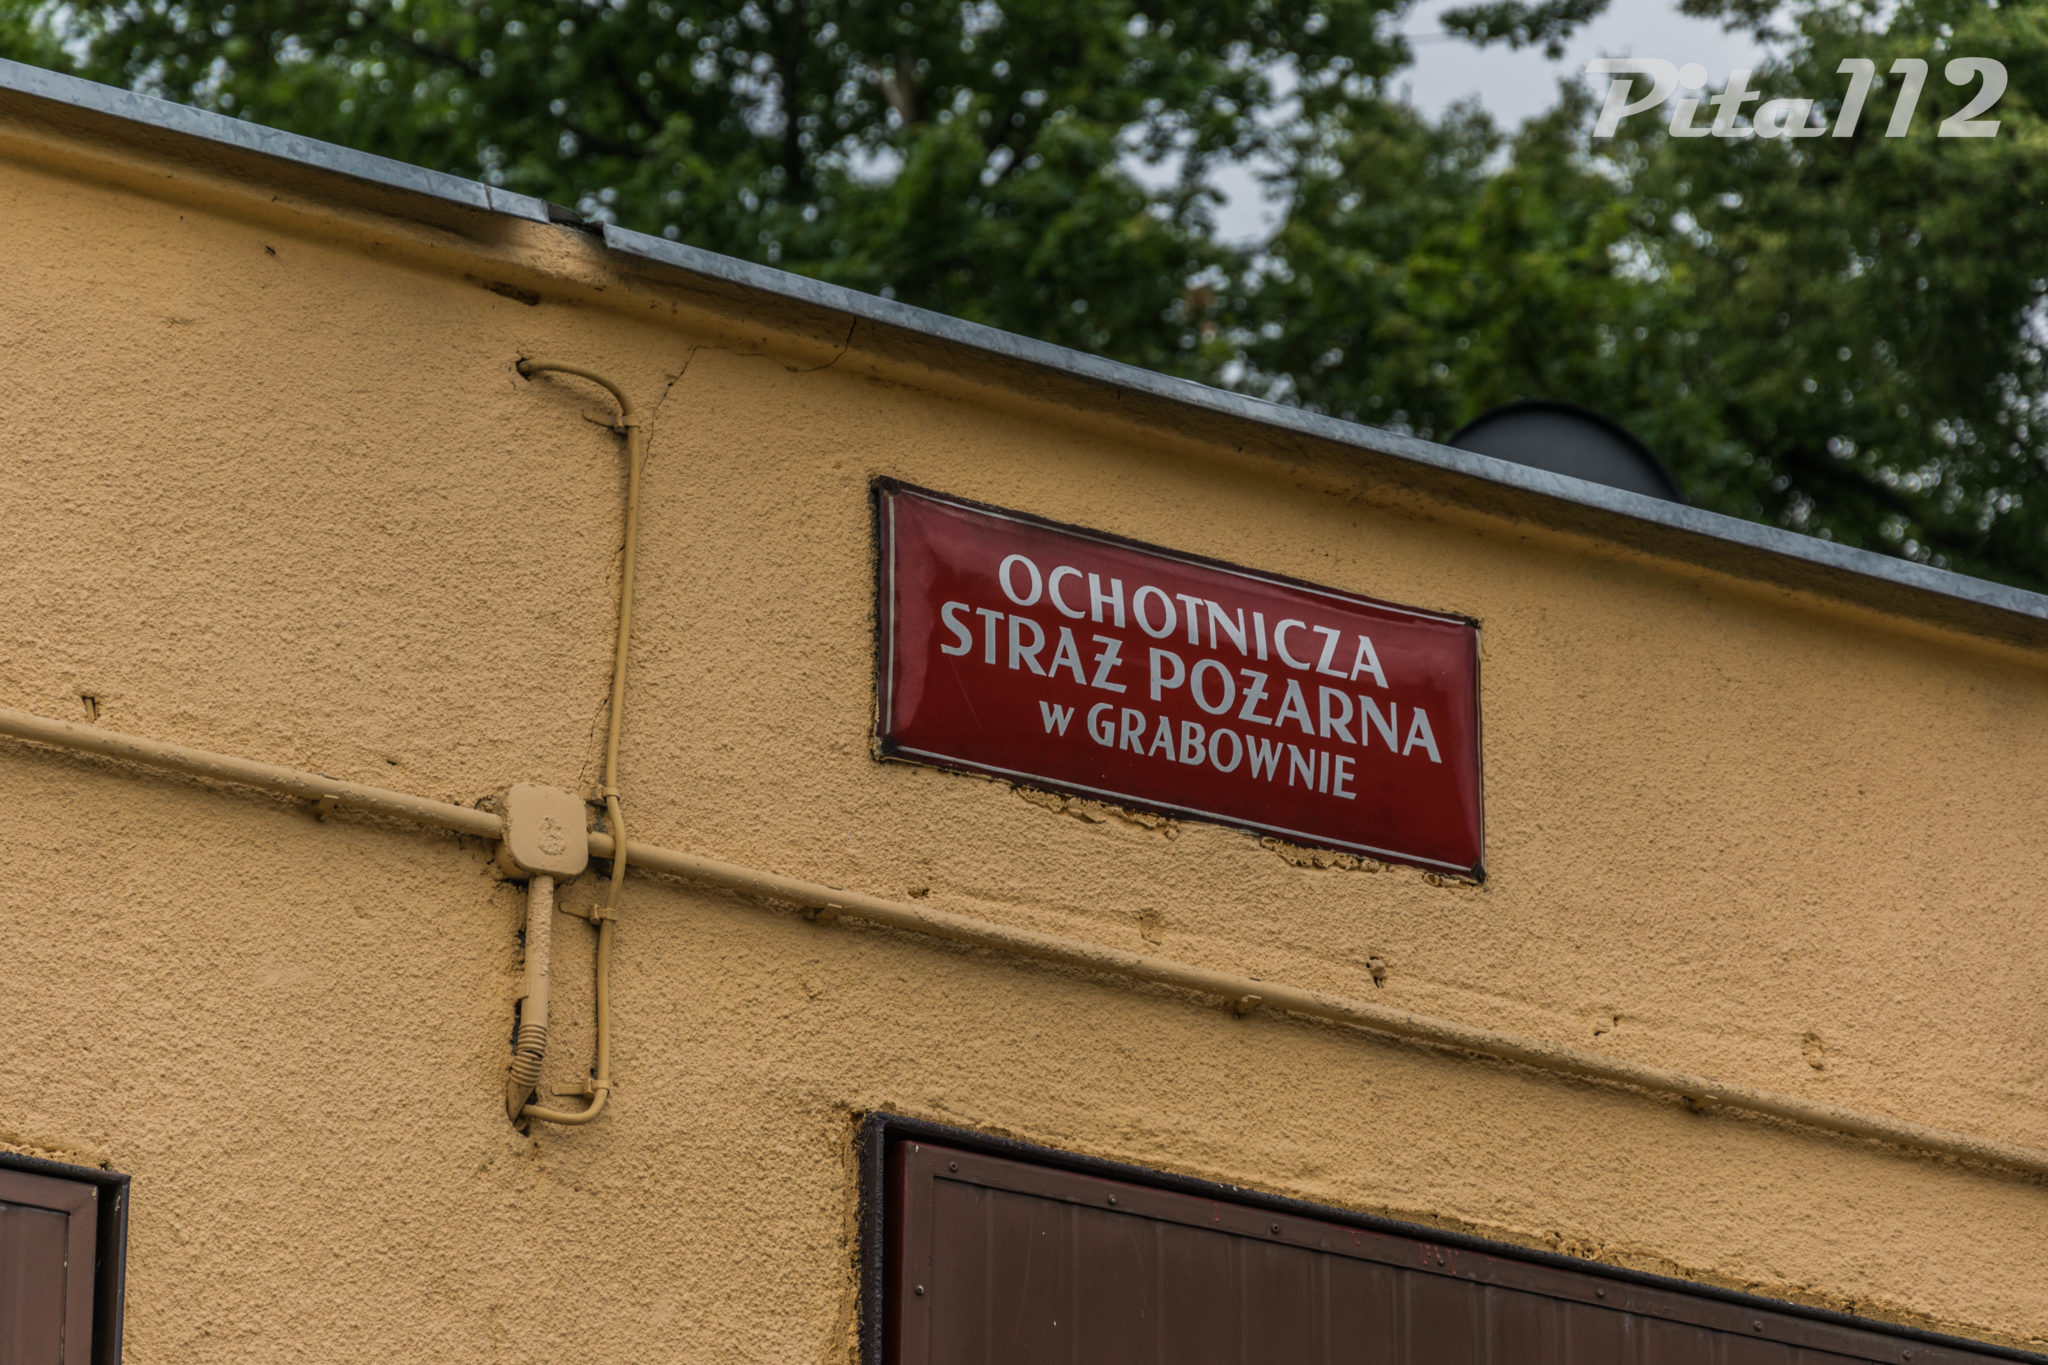 Pita112
OCHOTNICZA
STRAŻ POŻARNA
W GRABOWNIE